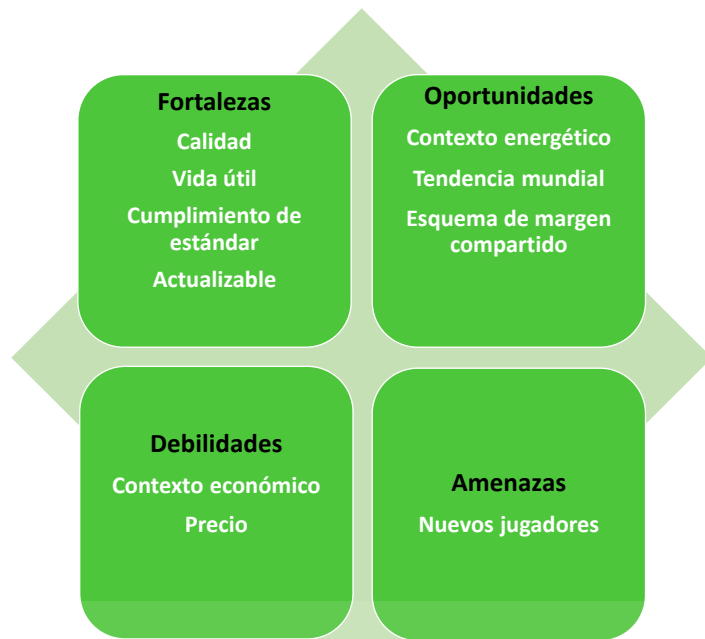 Fortalezas
Calidad
Vida útil
Cumplimiento de
estándar
Actualizable
Oportunidades
Contexto energético
Tendencia mundial
Esquema de margen
compartido
Debilidades
Contexto económico
Precio
Amenazas
Nuevos jugadores